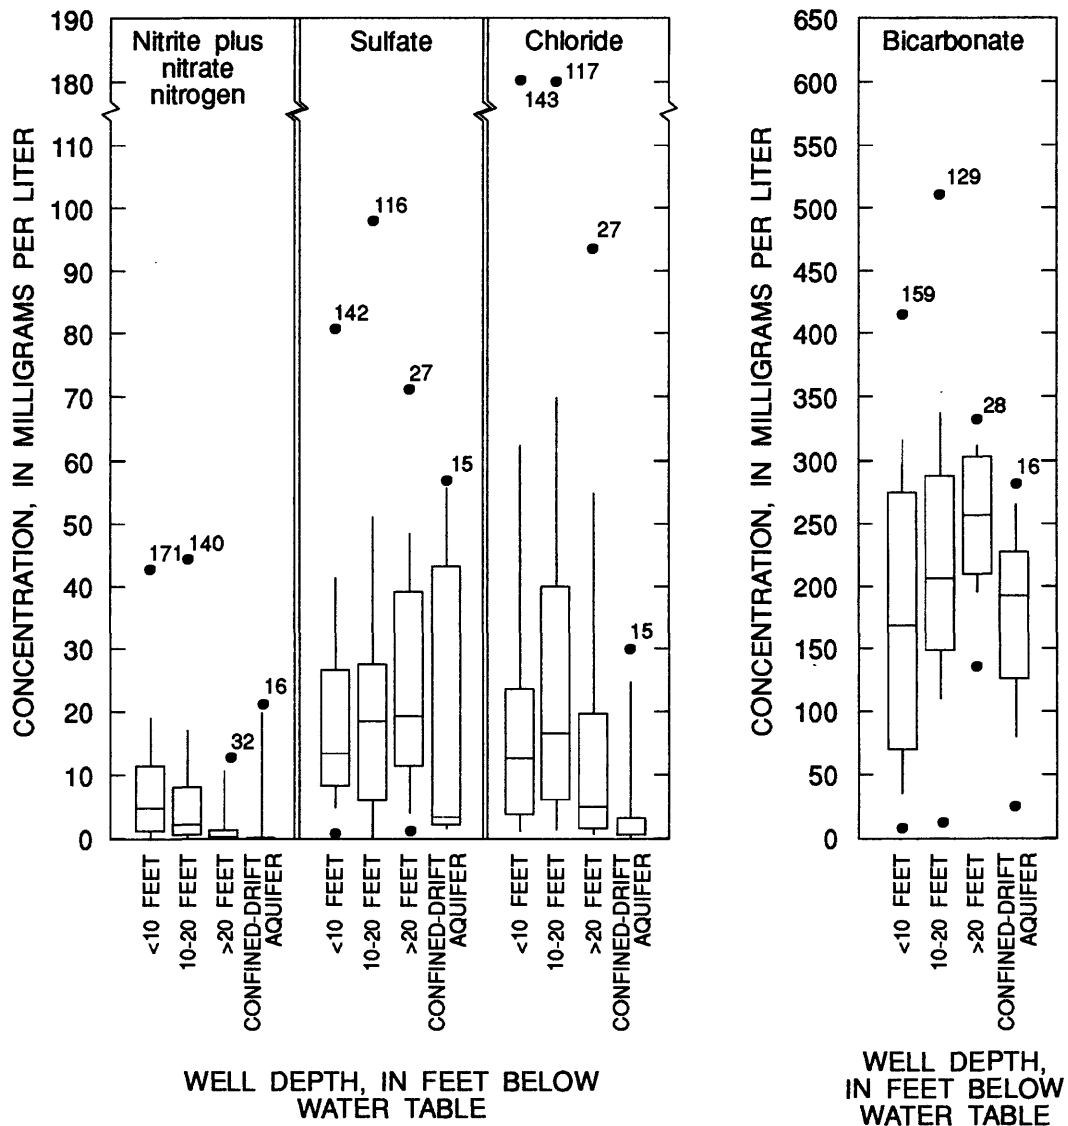 CONCENTRATION, IN MILLIGRAMS PER LITER
190
180
110
100
90
80
70
60
50
40
30
20
10
0
Nitrite plus
nitrate
nitrogen
171
140
32
16
Sulfate
142
116
27
15
Chloride
143
117
27
15
<10 FEET
10-20 FEET
>20 FEET
CONFINED-DRIFT
AQUIFER
<10 FEET
10-20 FEET
>20 FEET
CONFINED-DRIFT
AQUIFER
<10 FEET
10-20 FEET
>20 FEET
CONFINED-DRIFT
AQUIFER
WELL DEPTH, IN FEET BELOW
WATER TABLE
CONCENTRATION, IN MILLIGRAMS PER LITER
650
600
550
500
450
400
350
300
250
200
150
100
50
0
Bicarbonate
159
129
28
16
<10 FEET
10-20 FEET
>20 FEET
CONFINED-DRIFT
AQUIFER
WELL DEPTH,
IN FEET BELOW
WATER TABLE